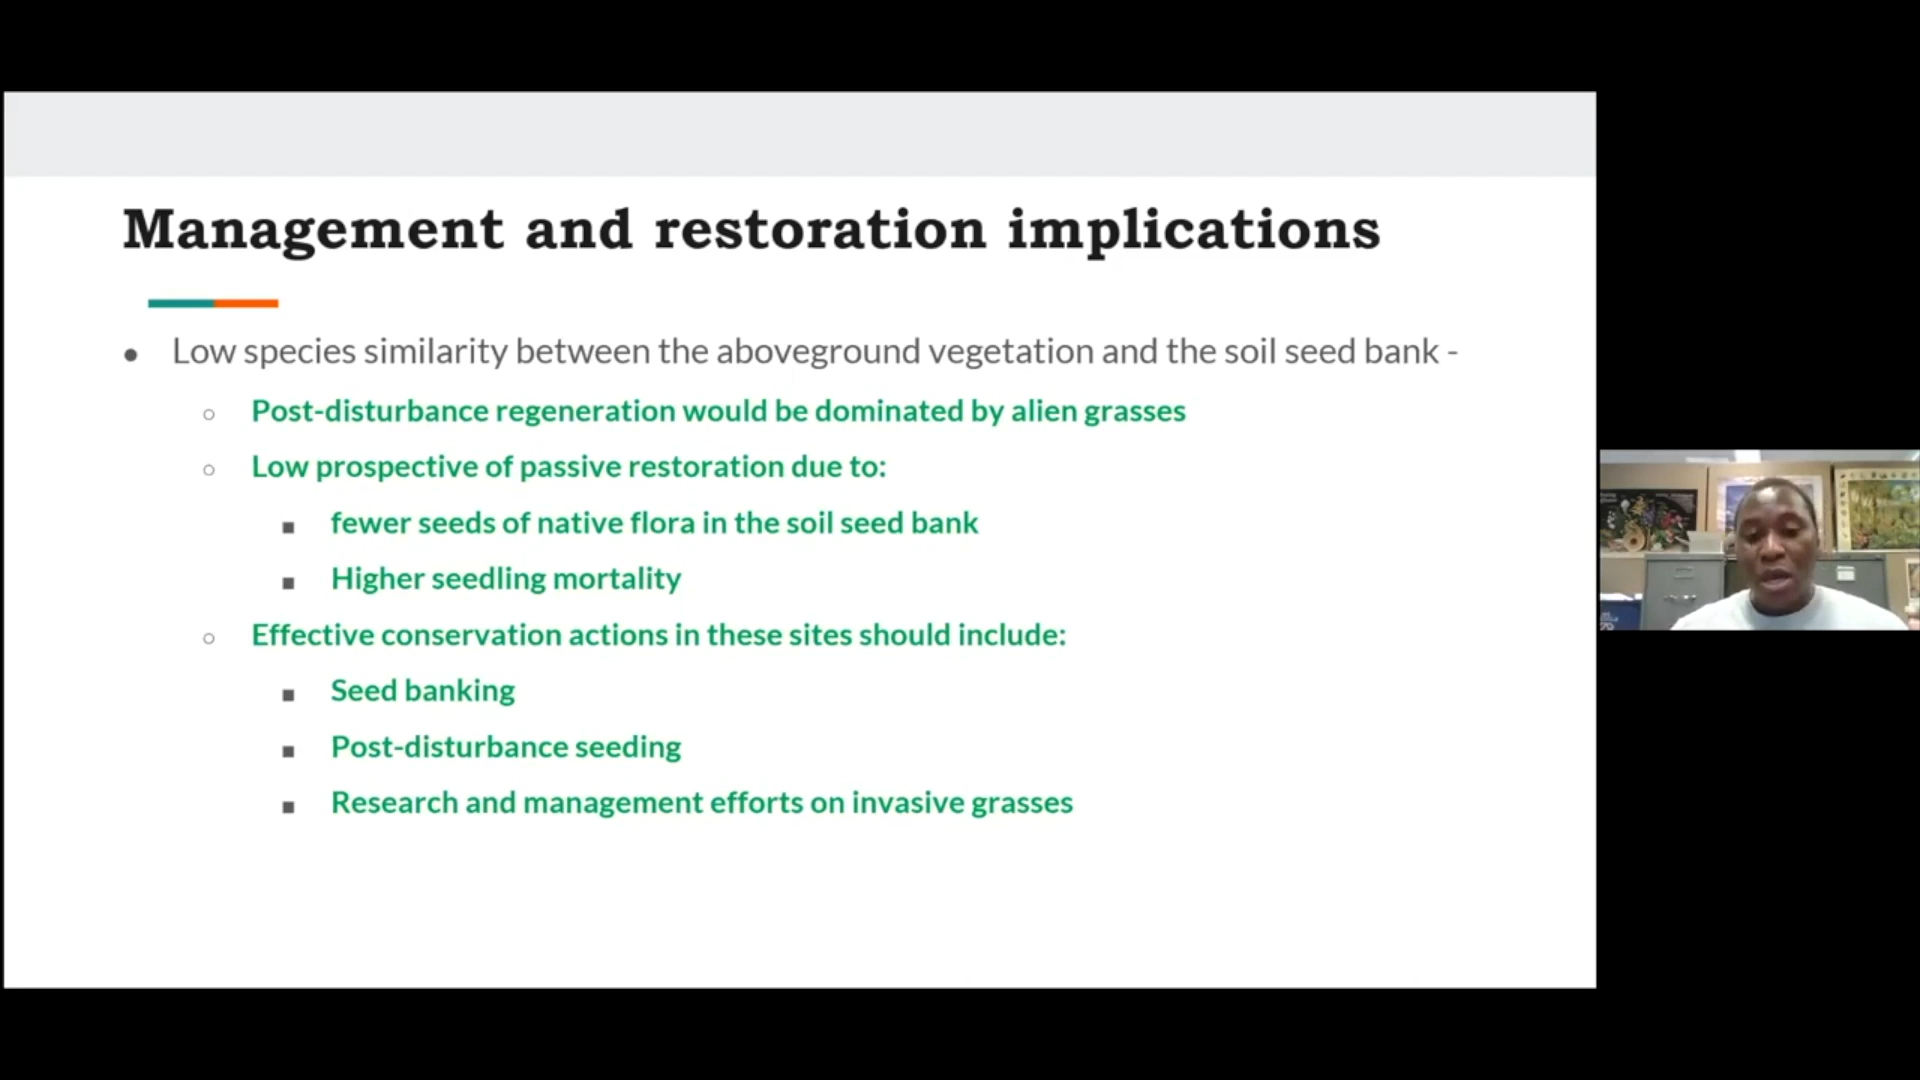 Management and restoration implications
Low species similarity between the aboveground vegetation and the soil seed bank -
Post-disturbance regeneration would be dominated by alien grasses
Low prospective of passive restoration due to:
fewer seeds of native flora in the soil seed bank
Higher seedling mortality
Effective conservation actions in these sites should include:
Seed banking
Post-disturbance seeding
Research and management efforts on invasive grasses